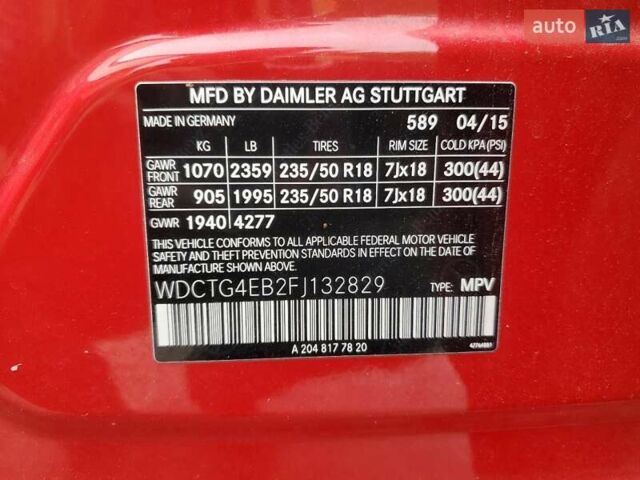 auto RIA.com
MFD BY DAIMLER AG STUTTGART
MADE IN GERMANY 589 04/15
KG LB TIRES RIM SIZE COLD KPA(PSI)
GAWR FRONT 1070 2359 235/50 R18 7Jx18 300(44)
GAWR REAR 905 1995 235/50 R18 7Jx18 300(44)
GVWR 1940 4277
THIS VEHICLE CONFORMS TO ALL APPLICABLE FEDERAL MOTOR VEHICLE
SAFETY AND THEFT PREVENTION STANDARDS IN EFFECT ON THE DATE OF
MANUFACTURE SHOWN ABOVE.
WDCTG4EB2FJ132829 TYPE: MPV
A 204 817 78 20